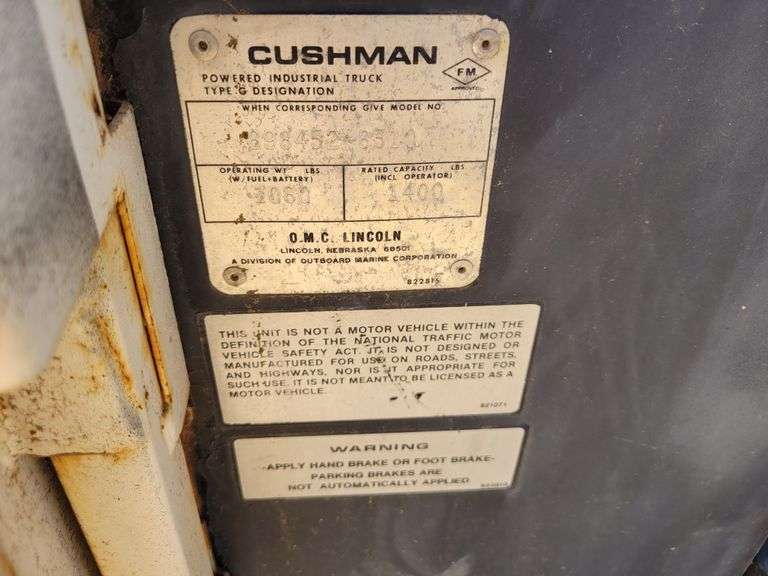 CUSHMAN
FM
APPROVED
POWERED INDUSTRIAL TRUCK
TYPE G DESIGNATION
WHEN CORRESPONDING GIVE MODEL NO.
OPERATING WT LBS
(W/FUEL+BATTERY)
RATED CAPACITY LBS
(INCL OPERATOR)
1400
O.M.C. LINCOLN
LINCOLN, NEBRASKA 68501
A DIVISION OF OUTBOARD MARINE CORPORATION
822815
THIS UNIT IS NOT A MOTOR VEHICLE WITHIN THE
DEFINITION OF THE NATIONAL TRAFFIC MOTOR
VEHICLE SAFETY ACT. IT IS NOT DESIGNED OR
MANUFACTURED FOR USE ON ROADS, STREETS,
AND HIGHWAYS, NOR IS IT APPROPRIATE FOR
SUCH USE. IT IS NOT MEANT TO BE LICENSED AS A
MOTOR VEHICLE.
821071
WARNING
APPLY HAND BRAKE OR FOOT BRAKE-
PARKING BRAKES ARE
NOT AUTOMATICALLY APPLIED